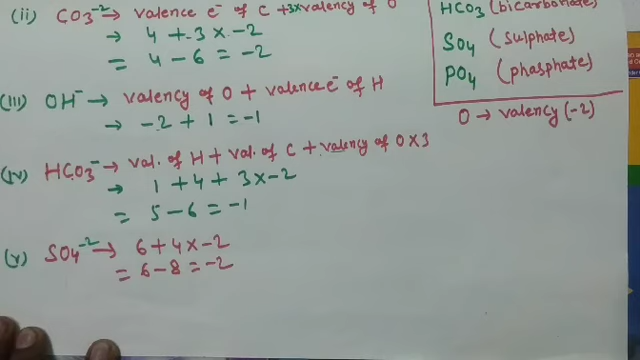 (ii) CO3⁻² → valence e⁻ of C + 3x valency of O
→ 4 + 3 x -2
= 4 - 6 = -2
(iii) OH⁻ → valency of O + valence e⁻ of H
→ -2 + 1 = -1
(iv) HCO3⁻ → val. of H + val. of C + valency of O X 3
→ 1 + 4 + 3 x -2
= 5 - 6 = -1
(v) SO4⁻² → 6 + 4 x -2
= 6 - 8 = -2
HCO3 (bicarbonate)
SO4 (sulphate)
PO4 (phosphate)
O → valency (-2)